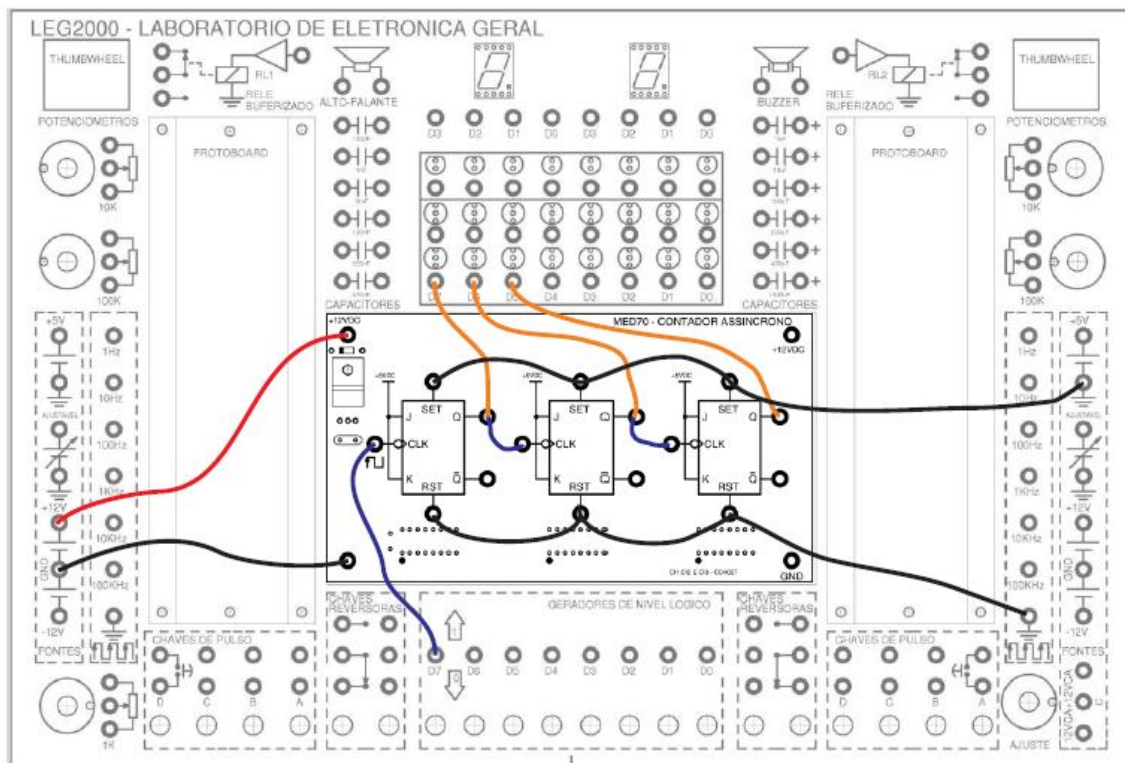 LEG2000 - LABORATORIO DE ELETRONICA GERAL
THUMBWHEEL
RL1
RELE
BUFERIZADO
ALTO-FALANTE
BUZZER
RL2
RELE
BUFERIZADO
THUMBWHEEL
POTENCIOMETROS
D3 D2 D1 D0 D3 D2 D1 D0
POTENCIOMETROS
PROTOBOARD
PROTOBOARD
10K
10K
100K
100K
D4 D3 D2 D1 D0
CAPACITORES
CAPACITORES
+5V
1Hz
+12VDC
MED70 - CONTADOR ASSINCRONO
+12VDC
1Hz
+5V
10Hz
10Hz
AJUSTAVEL
100Hz
SET SET SET
J Q J Q J Q
CLK CLK CLK
K Q K Q K Q
RST RST RST
100Hz
AJUSTAVEL
1KHz
1KHz
+12V
10KHz
10KHz
+12V
GND
100KHz
GND
100KHz
GND
-12V
-12V
CHAVES
REVERSORAS
GERADORES DE NIVEL LOGICO
CHAVES
REVERSORAS
FONTES
CHAVES DE PULSO
1
D7 D6 D5 D4 D3 D2 D1 D0
0
CHAVES DE PULSO
FONTES
D C B A
D C B A
12VCA+12VCA
1K
AJUSTE